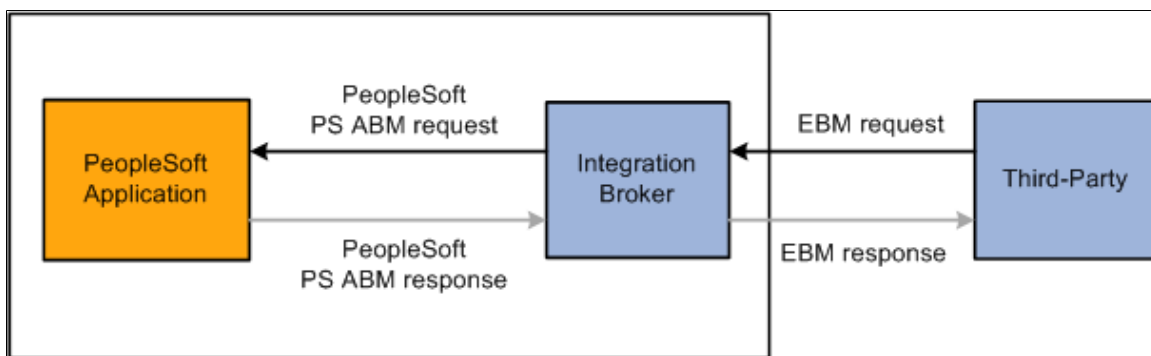 PeopleSoft
Application
PeopleSoft
PS ABM request
PeopleSoft
PS ABM response
Integration
Broker
EBM request
EBM response
Third-Party